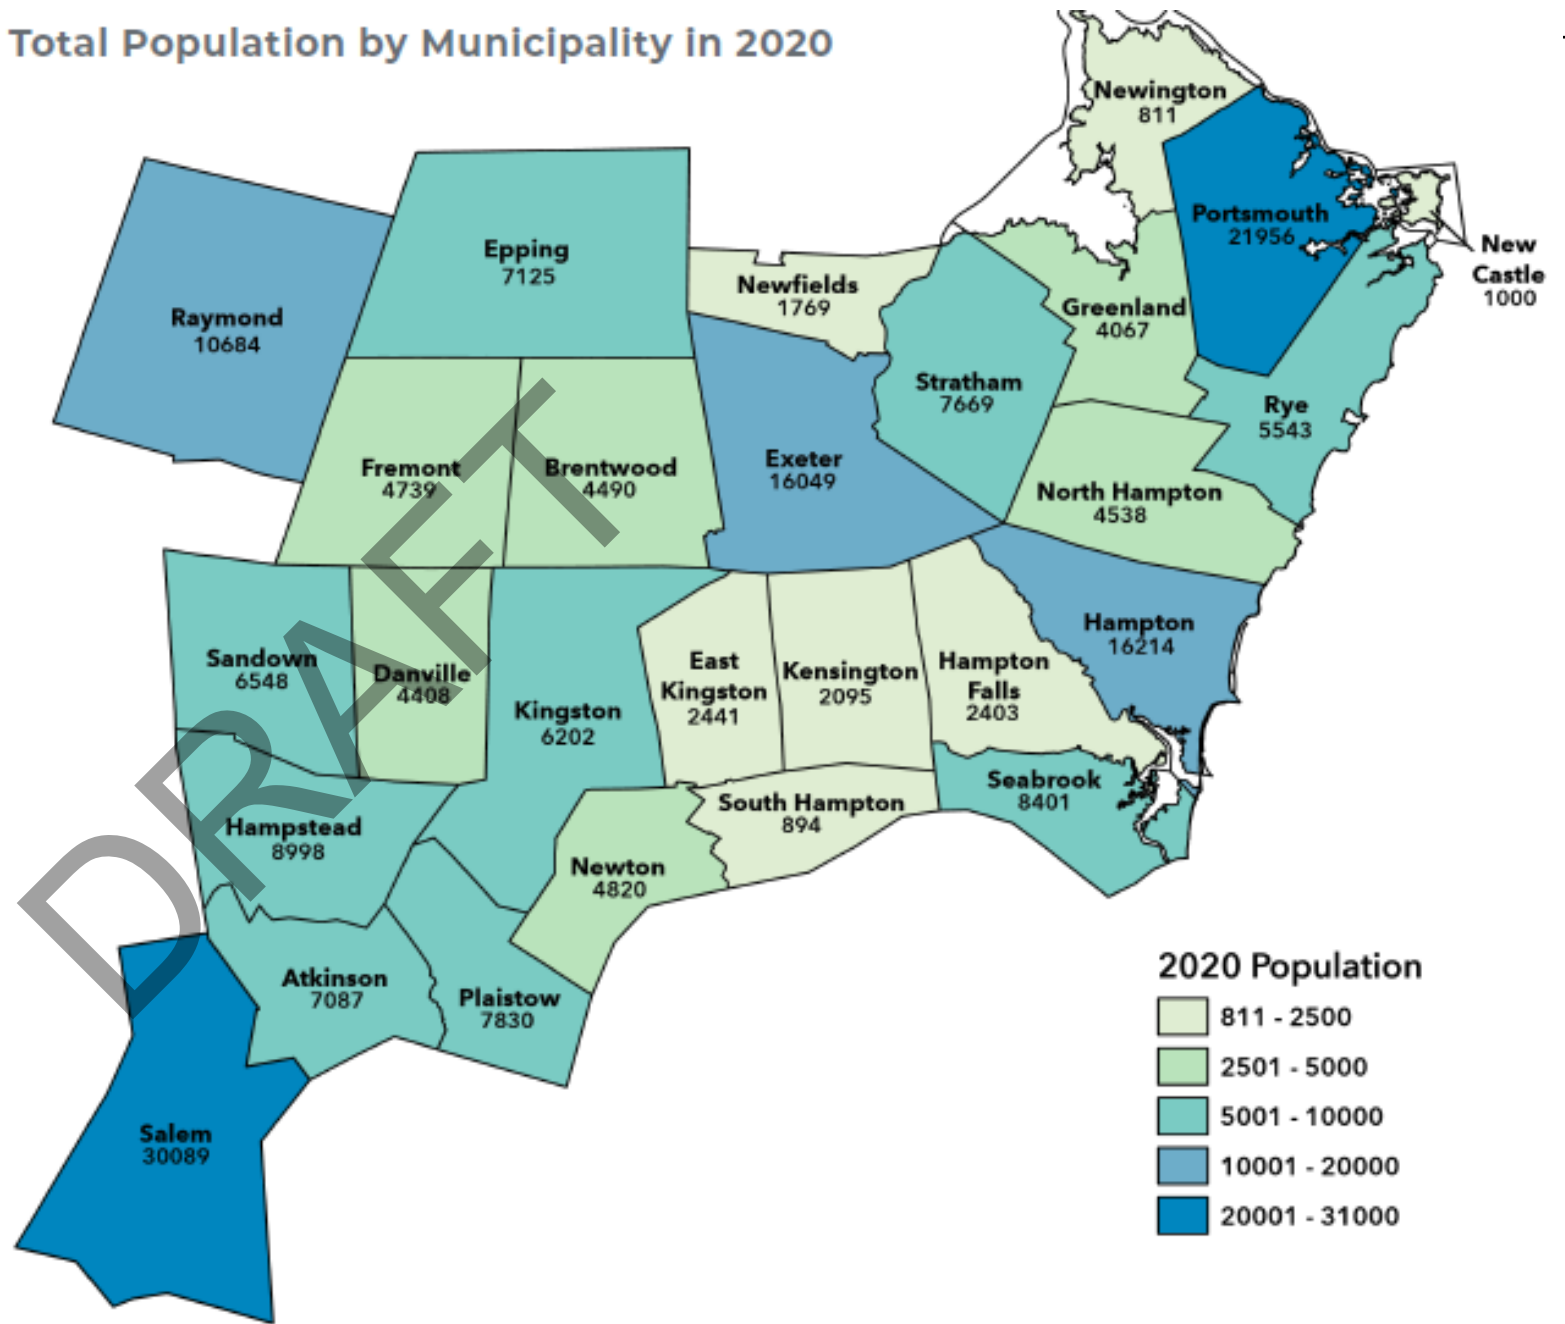 Total Population by Municipality in 2020
Newington
811
Portsmouth
21956
New
Castle
1000
Epping
7125
Newfields
1769
Greenland
4067
Raymond
10684
Stratham
7669
Rye
5543
Fremont
4739
Brentwood
4490
Exeter
16049
North Hampton
4538
Hampton
16214
Sandown
6548
Danville
4408
Kingston
6202
East
Kingston
2441
Kensington
2095
Hampton
Falls
2403
Seabrook
8401
South Hampton
894
Hampstead
8998
Newton
4820
Atkinson
7087
Plaistow
7830
Salem
30089
DRAFT
2020 Population
811 - 2500
2501 - 5000
5001 - 10000
10001 - 20000
20001 - 31000